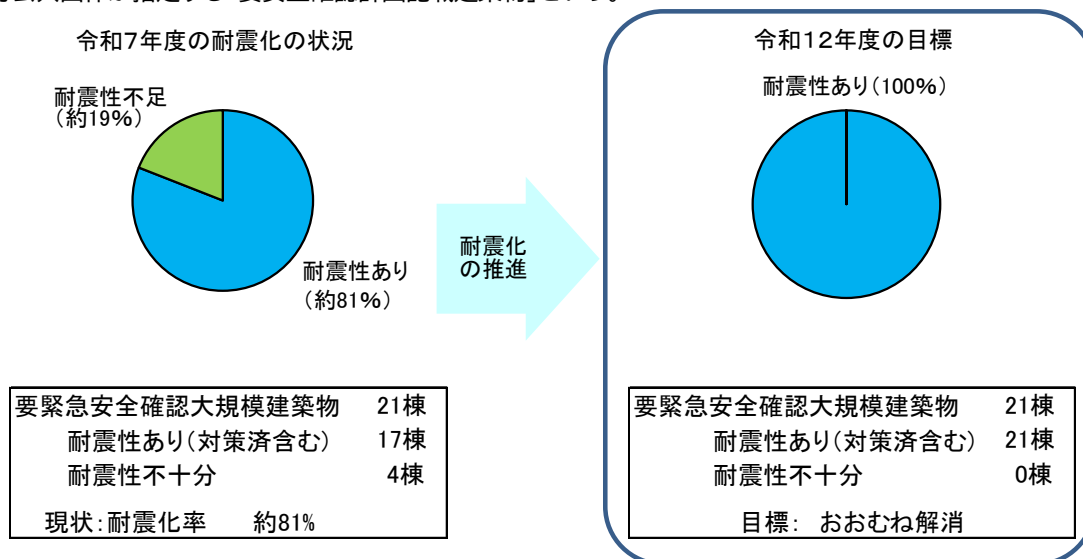 令和7年度の耐震化の状況
耐震性不足
(約19%)
耐震性あり
(約81%)
耐震化
の推進
令和12年度の目標
耐震性あり(100%)
要緊急安全確認大規模建築物 21棟
耐震性あり(対策済含む) 17棟
耐震性不十分 4棟
現状:耐震化率 約81%
要緊急安全確認大規模建築物 21棟
耐震性あり(対策済含む) 21棟
耐震性不十分 0棟
目標: おおむね解消